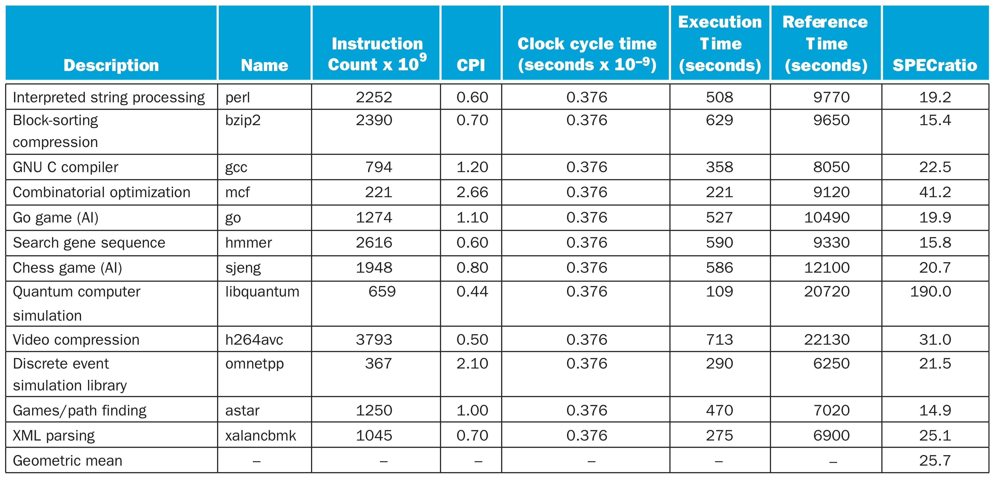 Description Name Instruction Count x 10⁹ CPI Clock cycle time (seconds x 10⁻⁹) Execution Time (seconds) Reference Time (seconds) SPECratio
Interpreted string processing perl 2252 0.60 0.376 508 9770 19.2
Block-sorting compression bzip2 2390 0.70 0.376 629 9650 15.4
GNU C compiler gcc 794 1.20 0.376 358 8050 22.5
Combinatorial optimization mcf 221 2.66 0.376 221 9120 41.2
Go game (AI) go 1274 1.10 0.376 527 10490 19.9
Search gene sequence hmmer 2616 0.60 0.376 590 9330 15.8
Chess game (AI) sjeng 1948 0.80 0.376 586 12100 20.7
Quantum computer simulation libquantum 659 0.44 0.376 109 20720 190.0
Video compression h264avc 3793 0.50 0.376 713 22130 31.0
Discrete event simulation library omnetpp 367 2.10 0.376 290 6250 21.5
Games/path finding astar 1250 1.00 0.376 470 7020 14.9
XML parsing xalancbmk 1045 0.70 0.376 275 6900 25.1
Geometric mean – – – – – – 25.7